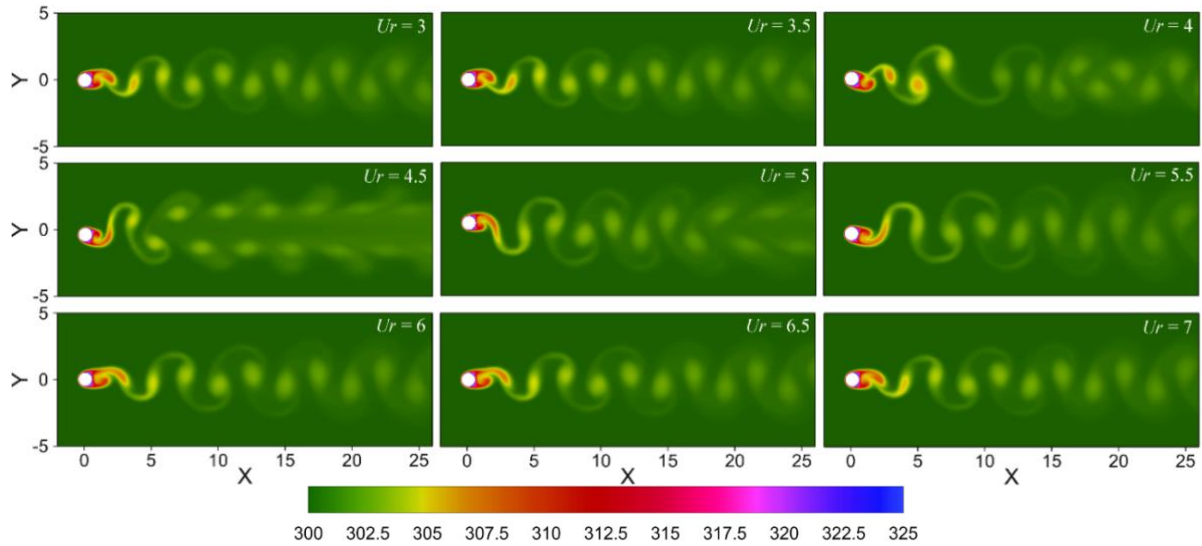 5
Ur = 3
Ur = 3.5
Ur = 4
Y
0
-5
5
Ur = 4.5
Ur = 5
Ur = 5.5
Y
0
-5
5
Ur = 6
Ur = 6.5
Ur = 7
Y
0
-5
0 5 10 15 20 25 0 5 10 15 20 25 0 5 10 15 20 25
X X X
300 302.5 305 307.5 310 312.5 315 317.5 320 322.5 325